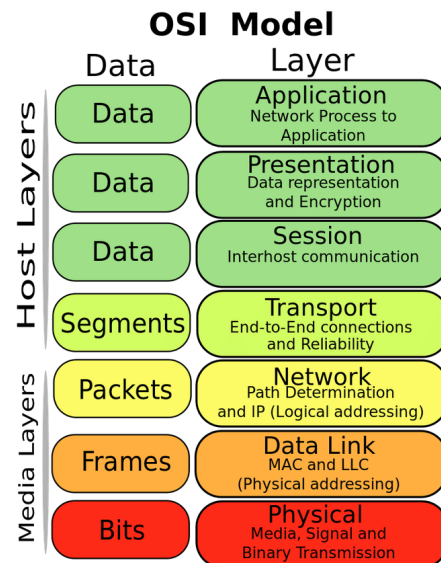 OSI Model
Data
Layer
Host Layers
Data
Application
Network Process to
Application
Data
Presentation
Data representation
and Encryption
Data
Session
Interhost communication
Segments
Transport
End-to-End connections
and Reliability
Media Layers
Packets
Network
Path Determination
and IP (Logical addressing)
Frames
Data Link
MAC and LLC
(Physical addressing)
Bits
Physical
Media, Signal and
Binary Transmission